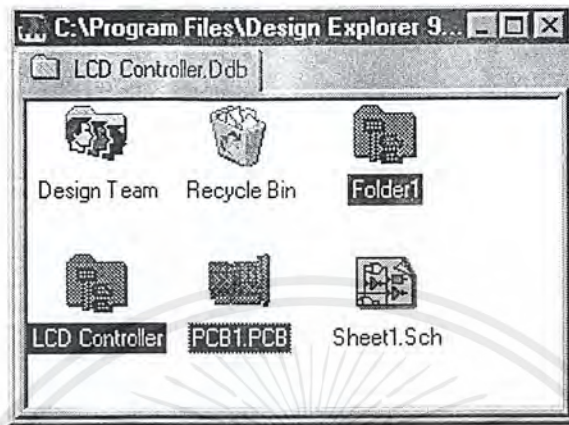 C:\Program Files\Design Explorer 9...
LCD Controller.Ddb
Design Team Recycle Bin Folder1
LCD Controller PCB1.PCB Sheet1.Sch